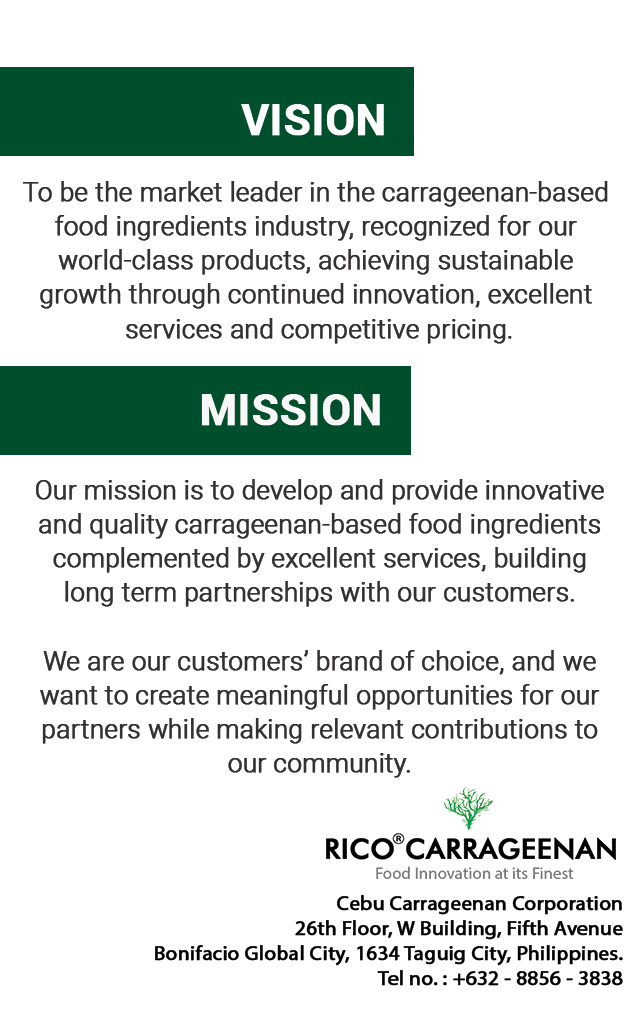 VISION
To be the market leader in the carrageenan-based
food ingredients industry, recognized for our
world-class products, achieving sustainable
growth through continued innovation, excellent
services and competitive pricing.
MISSION
Our mission is to develop and provide innovative
and quality carrageenan-based food ingredients
complemented by excellent services, building
long term partnerships with our customers.
We are our customers’ brand of choice, and we
want to create meaningful opportunities for our
partners while making relevant contributions to
our community.
RICO® CARRAGEENAN
Food Innovation at its Finest
Cebu Carrageenan Corporation
26th Floor, W Building, Fifth Avenue
Bonifacio Global City, 1634 Taguig City, Philippines.
Tel no. : +632 - 8856 - 3838